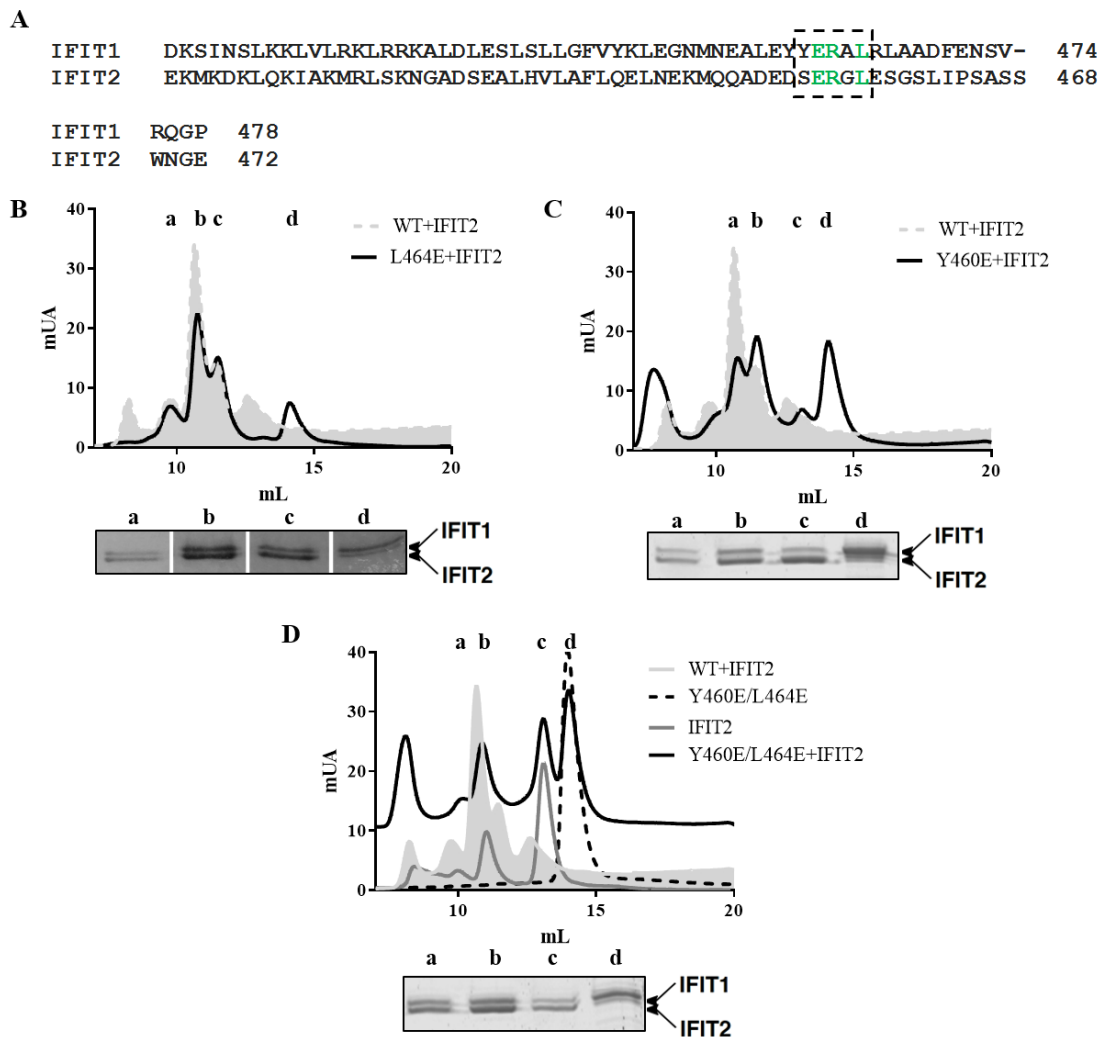 A
IFIT1 DKSINSLKKLVLRKLRRKALDLESLSLLGFVYKLEGNMNEALEYYERALRLAADFENSV- 474
IFIT2 EKMKDKLQKIAKMRLSKNGADSEALHVLAFLQELNEKMQQADEDSERGLESGSLIPSASS 468
IFIT1 RQGP 478
IFIT2 WNGE 472
B
a b c d
40
30
20
10
0
mUA
10 15 20
mL
WT+IFIT2
L464E+IFIT2
a b c d
IFIT1
IFIT2
C
a b c d
40
30
20
10
0
mUA
10 15 20
mL
WT+IFIT2
Y460E+IFIT2
a b c d
IFIT1
IFIT2
D
a b c d
40
30
20
10
0
mUA
10 15 20
mL
WT+IFIT2
Y460E/L464E
IFIT2
Y460E/L464E+IFIT2
a b c d
IFIT1
IFIT2